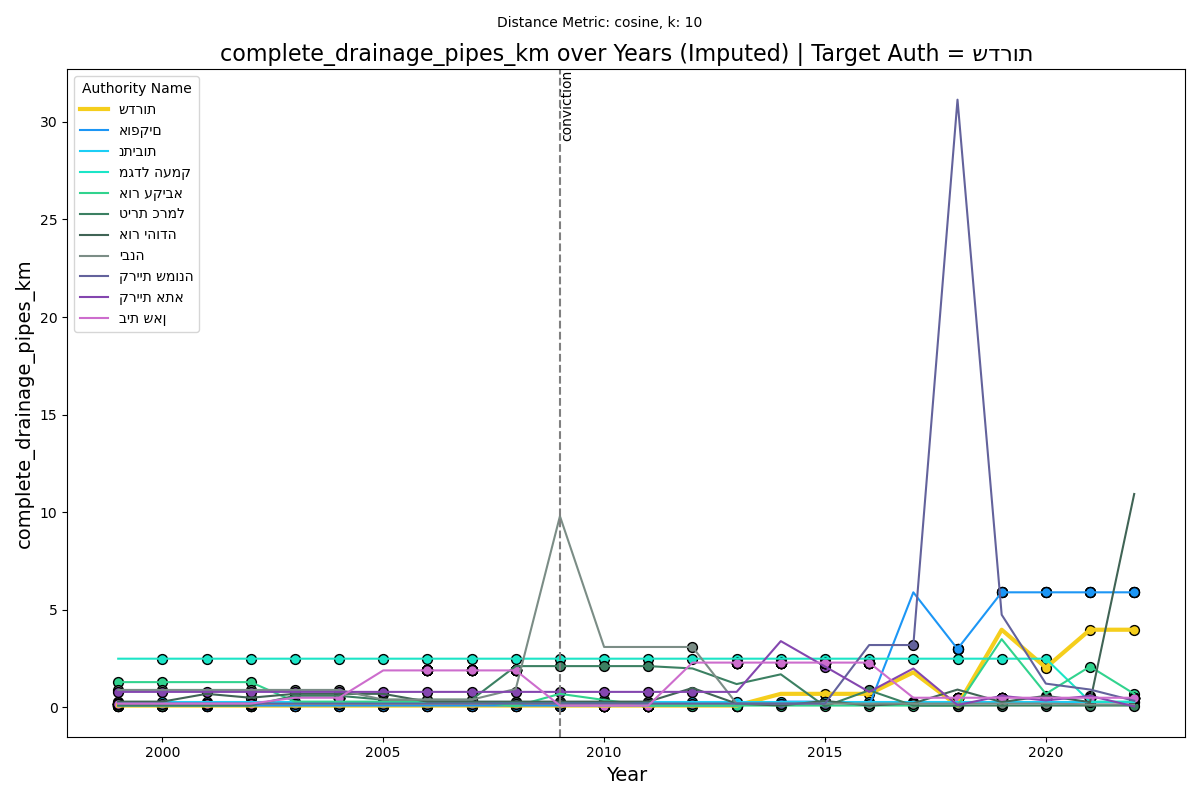 Distance Metric: cosine, k: 10
complete_drainage_pipes_km over Years (Imputed) | Target Auth = שדרות
conviction
Authority Name
שדרות
אופקים
נתיבות
מגדל העמק
אור עקיבא
טירת כרמל
אור יהודה
יבנה
קריית שמונה
קריית אתא
בית שאן
complete_drainage_pipes_km
30
25
20
15
10
5
0
2000 2005 2010 2015 2020
Year